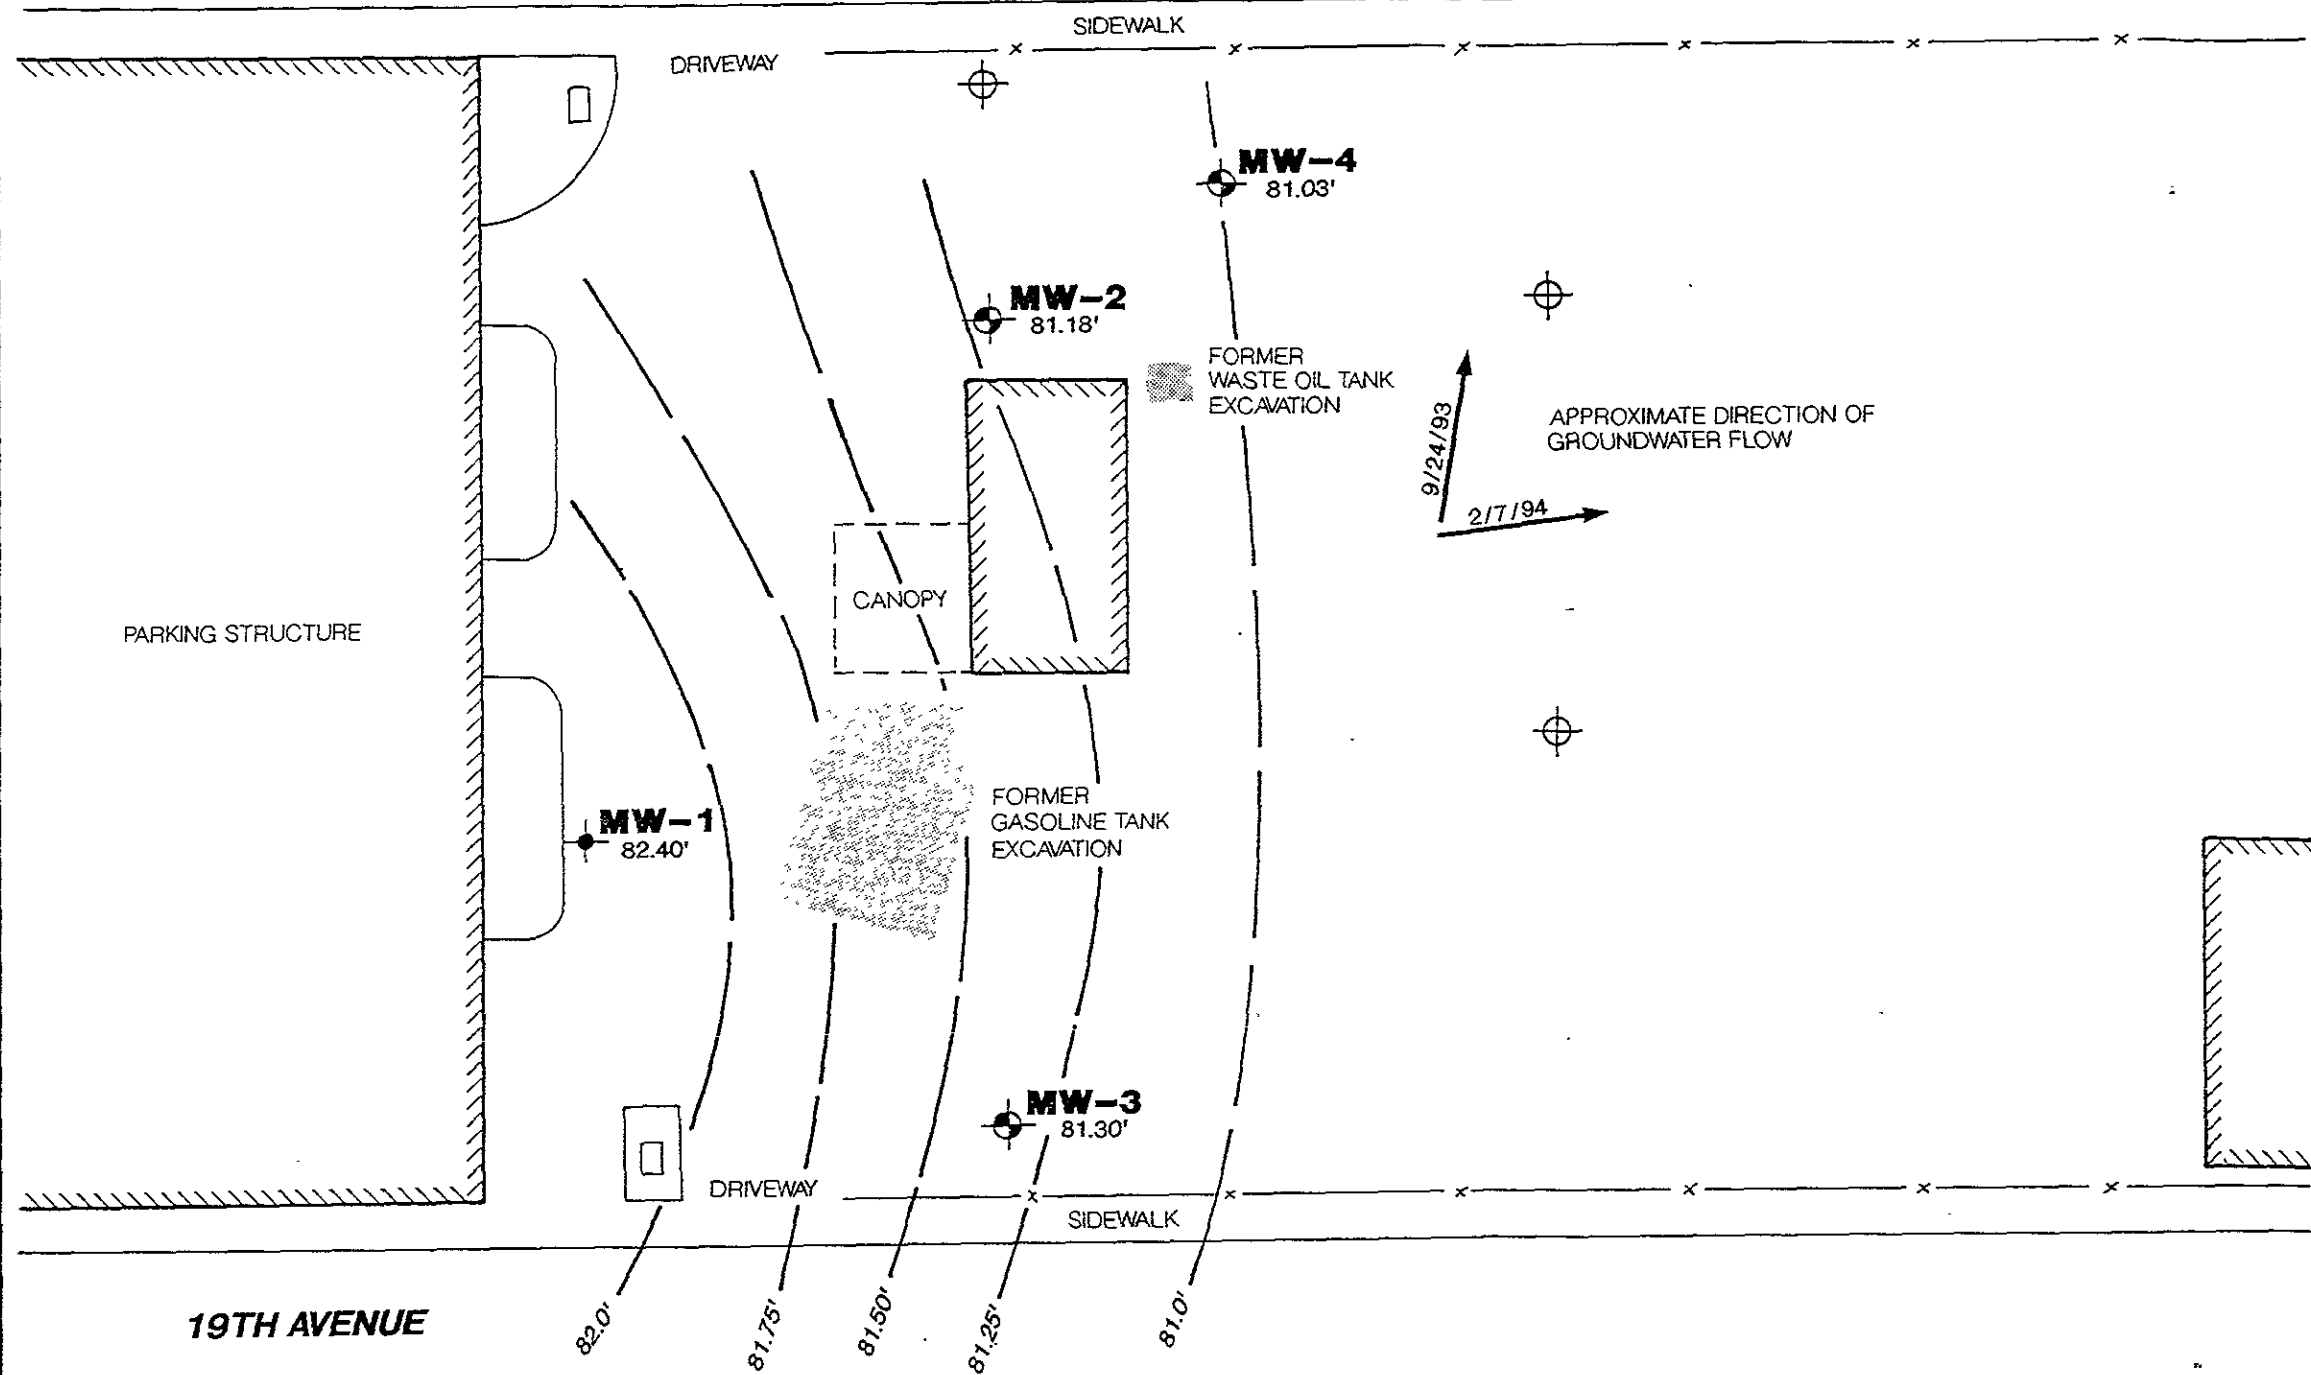 SIDEWALK
DRIVEWAY
MW-4
81.03'
MW-2
81.18'
FORMER
WASTE OIL TANK
EXCAVATION
9/24/93
APPROXIMATE DIRECTION OF
GROUNDWATER FLOW
2/7/94
CANOPY
PARKING STRUCTURE
FORMER
GASOLINE TANK
EXCAVATION
MW-1
82.40'
MW-3
81.30'
DRIVEWAY
SIDEWALK
19TH AVENUE
82.0'
81.75'
81.50'
81.25'
81.0'